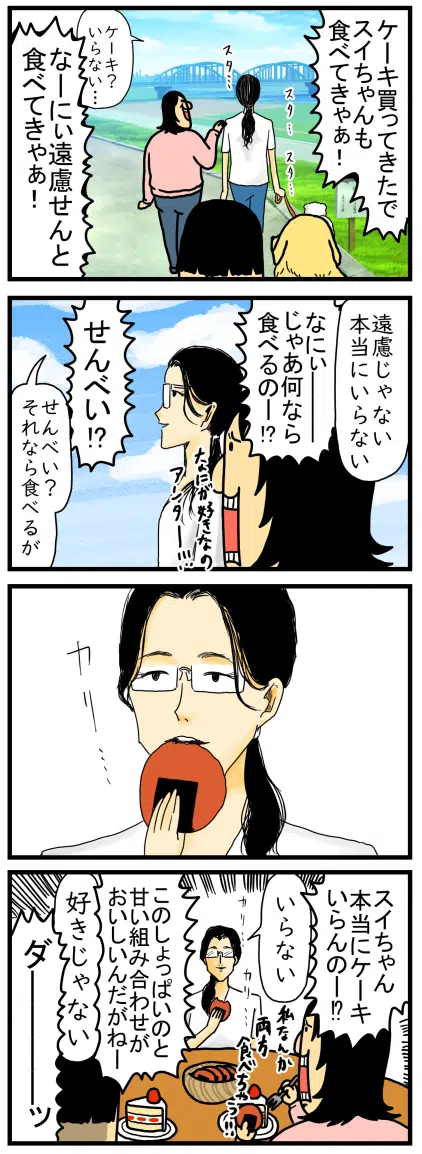 ケーキ買ってきたで
スイちゃんも
食べてきゃぁ！
スタ…
スタ…
スタ…
ケーキ？
いらない…
なーにぃ遠慮せんと
食べてきゃぁ！
遠慮じゃない
本当にいらない
なにぃ――
じゃあ何なら
食べるのー⁉
なにが好きなの
アンター!!!
せんべい⁉
せんべい？
それなら食べるが
カリ……
スイちゃん
本当にケーキ
いらんのー⁉
私なんか
両方
食べちゃう!!
いらない
カリ…
カリ…
このしょっぱいのと
甘い組み合わせが
おいしいんだがねー
好きじゃない
ダーーーッ